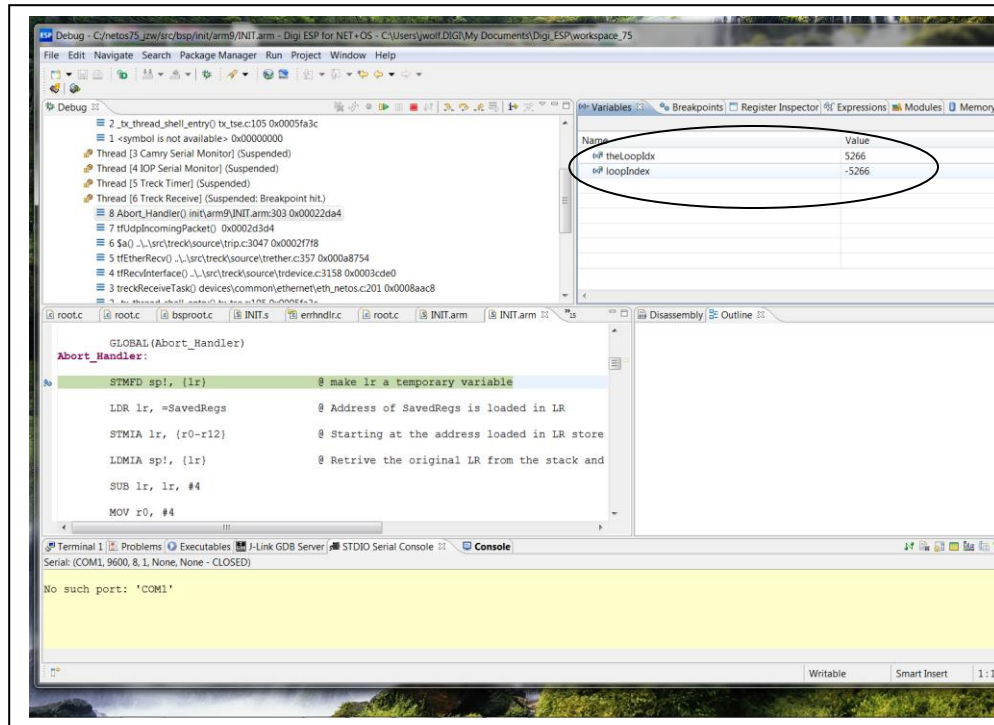 Debug - C:/netos75_jzw/src/bsp/init/arm9/INIT.arm - Digi ESP for NET+OS - C:\Users\jwolf.DIGI\My Documents\Digi_ESP\workspace_75
File Edit Navigate Search Package Manager Run Project Window Help
Debug
2 _tx_thread_shell_entry() tx_tse.c:105 0x0005fa3c
1 <symbol is not available> 0x00000000
Thread [3 Camry Serial Monitor] (Suspended)
Thread [4 IOP Serial Monitor] (Suspended)
Thread [5 Treck Timer] (Suspended)
Thread [6 Treck Receive] (Suspended: Breakpoint hit.)
8 Abort_Handler() init\arm9\INIT.arm:303 0x00022da4
7 tfUdpIncomingPacket() 0x0002d3d4
6 $a() ..\..\src\treck\source\trip.c:3047 0x0002f7f8
5 tfEtherRecv() ..\..\src\treck\source\trether.c:357 0x000a8754
4 tfRecvInterface() ..\..\src\treck\source\trdevice.c:3158 0x0003cde0
3 treckReceiveTask() devices\common\ethernet\eth_netos.c:201 0x0008aac8
2 _tx_thread_shell_entry() tx_tse.c:105 0x0005fa3c
Variables Breakpoints Register Inspector Expressions Modules Memory
Name Value
theLoopIdx 5266
loopIndex -5266
root.c root.c bsproot.c INIT.s errhndlr.c root.c INIT.arm INIT.arm
GLOBAL(Abort_Handler)
Abort_Handler:
STMFD sp!, {lr} @ make lr a temporary variable
LDR lr, =SavedRegs @ Address of SavedRegs is loaded in LR
STMIA lr, {r0-r12} @ Starting at the address loaded in LR store
LDMIA sp!, {lr} @ Retrive the original LR from the stack and
SUB lr, lr, #4
MOV r0, #4
Disassembly Outline
Terminal 1 Problems Executables J-Link GDB Server STDIO Serial Console Console
Serial: (COM1, 9600, 8, 1, None, None - CLOSED)
No such port: 'COM1'
Writable Smart Insert 1:1